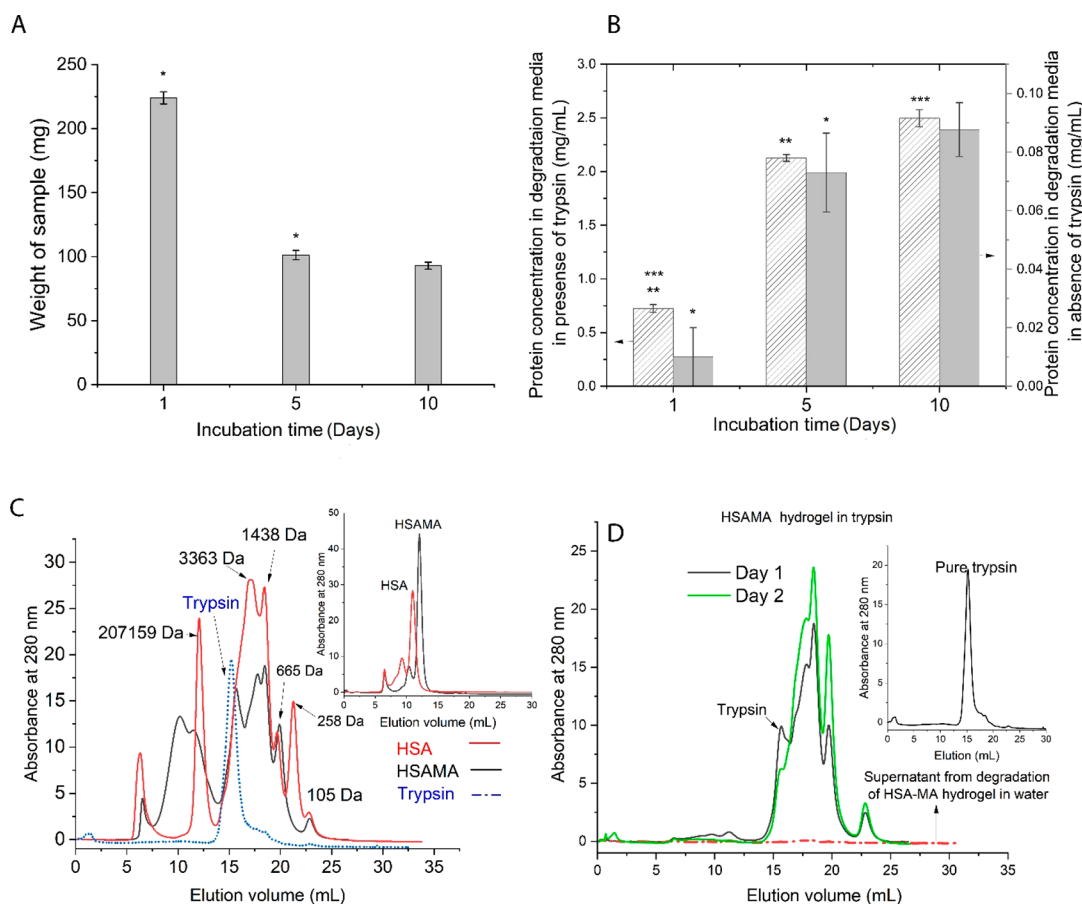 A
250
200
150
100
50
0
Weight of sample (mg)
*
*
1
5
10
Incubation time (Days)
B
3.0
2.5
2.0
1.5
1.0
0.5
0.0
Protein concentration in degradtaion media
in presense of trypsin (mg/mL)
***
**
*
**
*
***
0.10
0.08
0.06
0.04
0.02
0.00
Protein concentration in degradation media
in absence of trypsin (mg/mL)
1
5
10
Incubation time (Days)
C
30
25
20
15
10
5
0
Absorbance at 280 nm
1438 Da
3363 Da
Trypsin
207159 Da
665 Da
258 Da
105 Da
50
40
30
20
10
0
Absorbance at 280 nm
HSAMA
HSA
0
5
10
15
20
25
30
Elution volume (mL)
HSA
HSAMA
Trypsin
0
5
10
15
20
25
30
35
Elution volume (mL)
D
HSAMA hydrogel in trypsin
25
20
15
10
5
0
Absorbance at 280 nm
Day 1
Day 2
Trypsin
Pure trypsin
20
15
10
5
0
Absorbance at 280 nm
0
5
10
15
20
25
30
Elution (mL)
Supernatant from degradation
of HSA-MA hydrogel in water
0
5
10
15
20
25
30
35
Elution volume (mL)